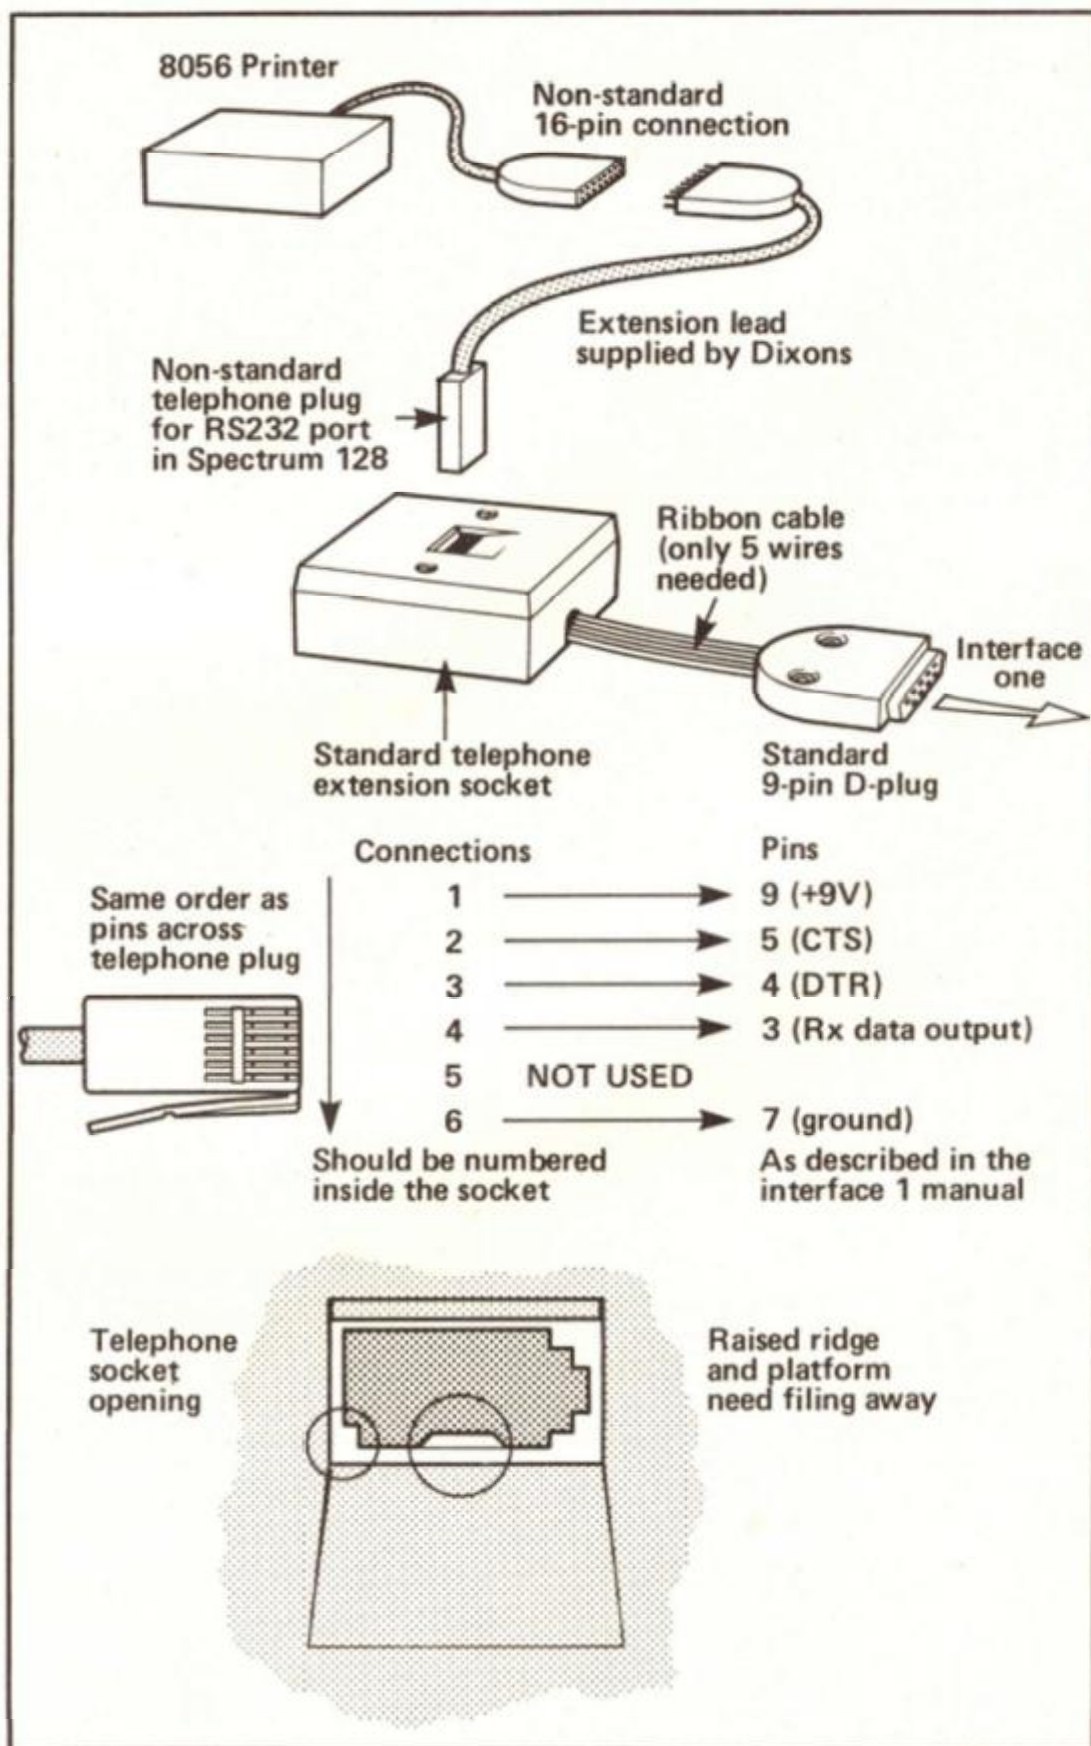 8056 Printer
Non-standard
16-pin connection
Extension lead
supplied by Dixons
Non-standard
telephone plug
for RS232 port
in Spectrum 128
Ribbon cable
(only 5 wires
needed)
Interface
one
Standard telephone
extension socket
Standard
9-pin D-plug
Connections
Pins
Same order as
pins across
telephone plug
1 9 (+9V)
2 5 (CTS)
3 4 (DTR)
4 3 (Rx data output)
5 NOT USED
6 7 (ground)
Should be numbered
inside the socket
As described in the
interface 1 manual
Telephone
socket
opening
Raised ridge
and platform
need filing away